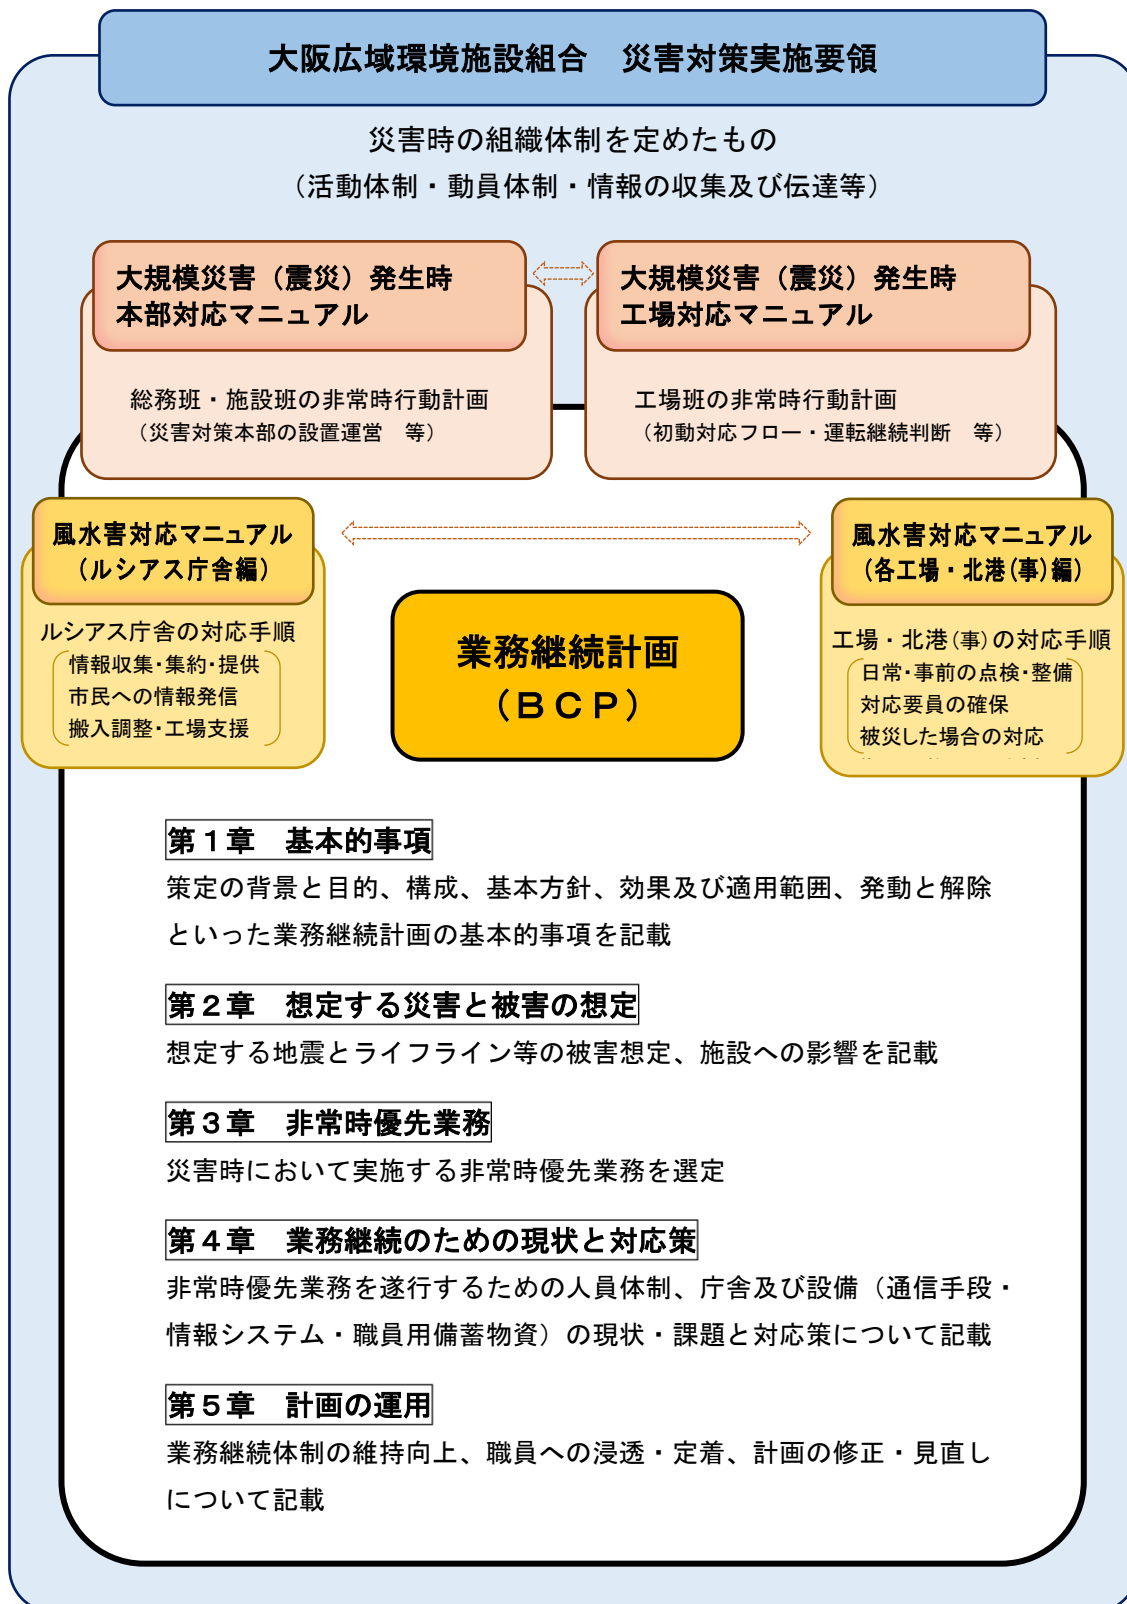 大阪広域環境施設組合　災害対策実施要領
災害時の組織体制を定めたもの
（活動体制・動員体制・情報の収集及び伝達等）
大規模災害（震災）発生時
本部対応マニュアル
総務班・施設班の非常時行動計画
（災害対策本部の設置運営　等）
大規模災害（震災）発生時
工場対応マニュアル
工場班の非常時行動計画
（初動対応フロー・運転継続判断　等）
風水害対応マニュアル
（ルシアス庁舎編）
ルシアス庁舎の対応手順
情報収集・集約・提供
市民への情報発信
搬入調整・工場支援
風水害対応マニュアル
（各工場・北港(事)編）
工場・北港(事)の対応手順
日常・事前の点検・整備
対応要員の確保
被災した場合の対応
業務継続計画
（ＢＣＰ）
第１章　基本的事項
策定の背景と目的、構成、基本方針、効果及び適用範囲、発動と解除
といった業務継続計画の基本的事項を記載
第２章　想定する災害と被害の想定
想定する地震とライフライン等の被害想定、施設への影響を記載
第３章　非常時優先業務
災害時において実施する非常時優先業務を選定
第４章　業務継続のための現状と対応策
非常時優先業務を遂行するための人員体制、庁舎及び設備（通信手段・
情報システム・職員用備蓄物資）の現状・課題と対応策について記載
第５章　計画の運用
業務継続体制の維持向上、職員への浸透・定着、計画の修正・見直し
について記載